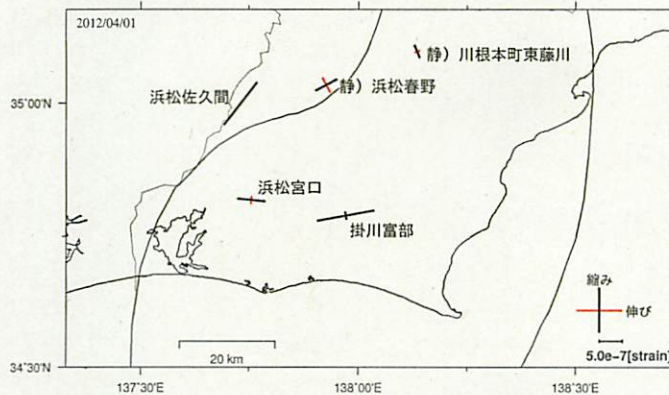 2012/04/01
静）川根本町東藤川
静）浜松春野
浜松佐久間
35°00'N
浜松宮口
掛川富部
縮み
伸び
5.0e-7[strain]
20 km
34°30'N
137°30'E
138°00'E
138°30'E